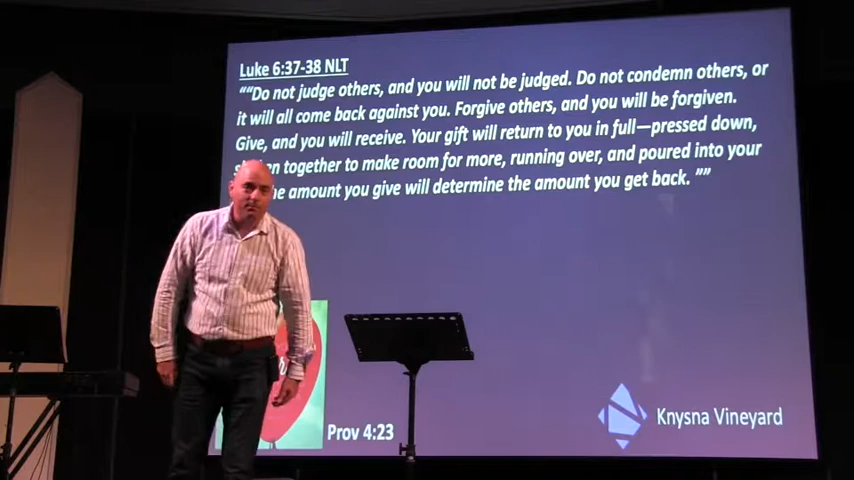 Luke 6:37-38 NLT
““Do not judge others, and you will not be judged. Do not condemn others, or
it will all come back against you. Forgive others, and you will be forgiven.
Give, and you will receive. Your gift will return to you in full—pressed down,
together to make room for more, running over, and poured into your
amount you give will determine the amount you get back.””
Prov 4:23
Knysna Vineyard